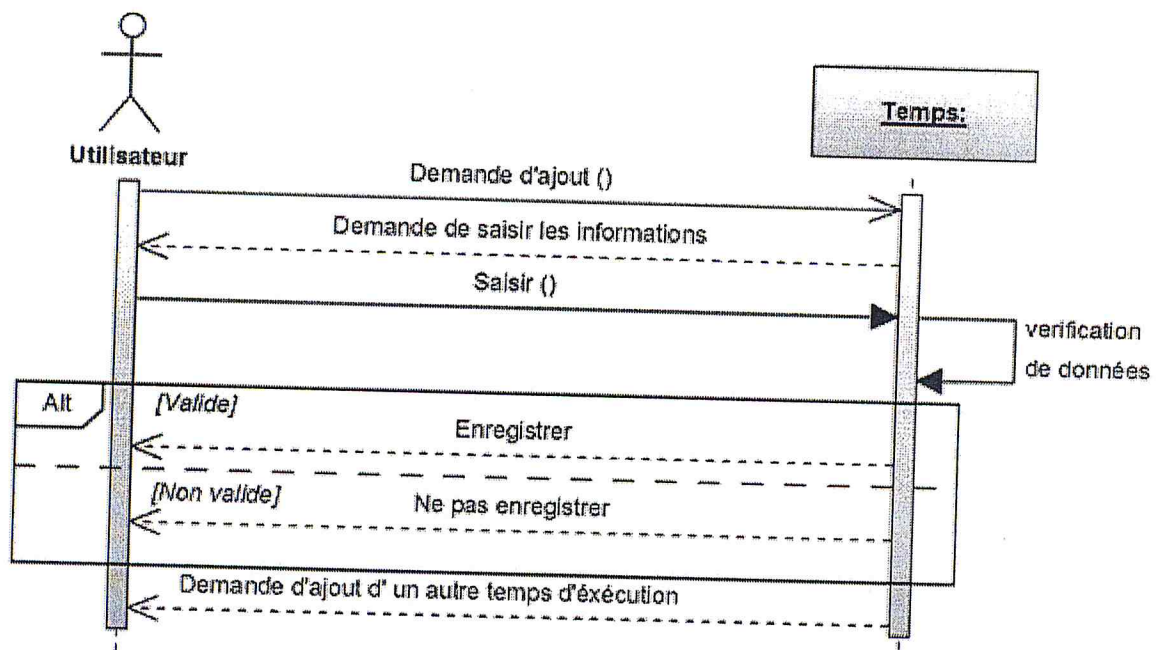 Utilisateur
Temps:
Demande d'ajout ()
Demande de saisir les informations
Saisir ()
verification
de données
Alt
[Valide]
Enregistrer
[Non valide]
Ne pas enregistrer
Demande d'ajout d' un autre temps d'éxécution